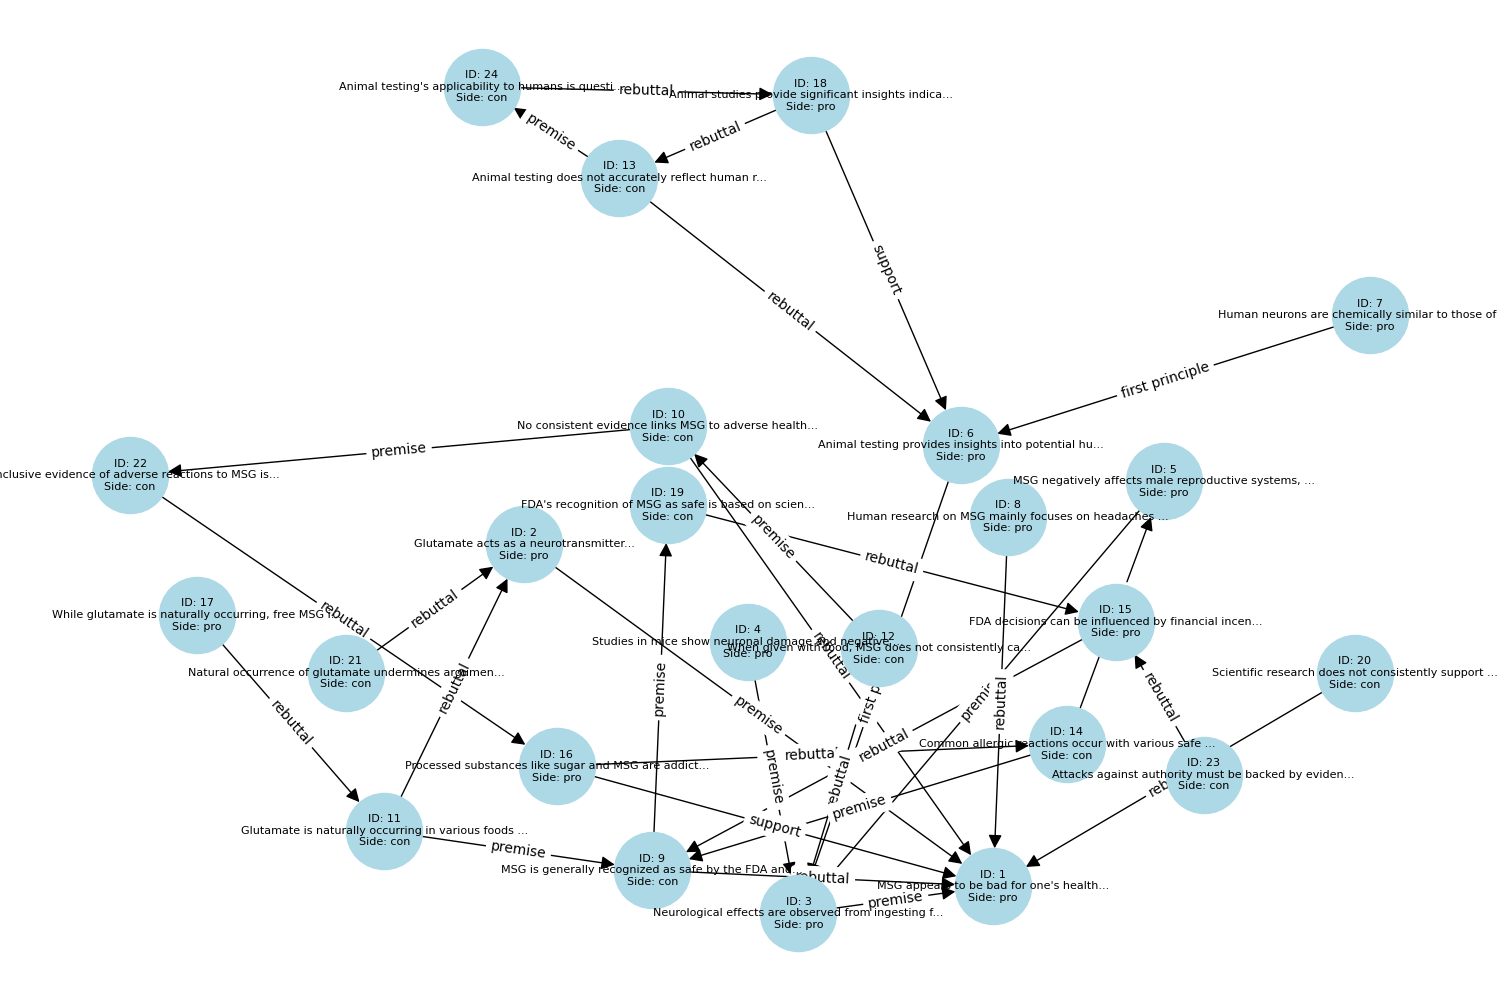 ID: 24
Animal testing's applicability to humans is questi...
Side: con
rebuttal
ID: 18
Animal studies provide significant insights indica...
Side: pro
premise
rebuttal
ID: 13
Animal testing does not accurately reflect human r...
Side: con
support
rebuttal
ID: 7
Human neurons are chemically similar to those of
Side: pro
first principle
ID: 10
No consistent evidence links MSG to adverse health...
Side: con
ID: 6
Animal testing provides insights into potential hu...
Side: pro
premise
ID: 22
evidence of adverse reactions to MSG is...
Side: con
ID: 5
MSG negatively affects male reproductive systems, ...
Side: pro
ID: 19
FDA's recognition of MSG as safe is based on scien...
Side: con
ID: 8
Human research on MSG mainly focuses on headaches ...
Side: pro
ID: 2
Glutamate acts as a neurotransmitter...
Side: pro
premise
rebuttal
ID: 17
While glutamate is naturally occurring, free MSG
Side: pro
rebuttal
rebuttal
ID: 15
FDA decisions can be influenced by financial incen...
Side: pro
ID: 4
Studies in mice show neuronal damage and negative...
Side: pro
ID: 12
When given with food, MSG does not consistently ca...
Side: con
rebuttal
ID: 21
Natural occurrence of glutamate undermines argumen...
Side: con
ID: 20
Scientific research does not consistently support ...
Side: con
rebuttal
premise
premise
first
premise
rebuttal
rebuttal
rebuttal
premise
ID: 14
Common allergic reactions occur with various safe ...
Side: con
rebuttal
rebuttal
ID: 16
Processed substances like sugar and MSG are addict...
Side: pro
premise
rebuttal
ID: 23
Attacks against authority must be backed by eviden...
Side: con
premise
support
ID: 11
Glutamate is naturally occurring in various foods ...
Side: con
premise
ID: 9
MSG is generally recognized as safe by the FDA and...
Side: con
rebuttal
ID: 1
MSG appears to be bad for one's health...
Side: pro
premise
ID: 3
Neurological effects are observed from ingesting f...
Side: pro